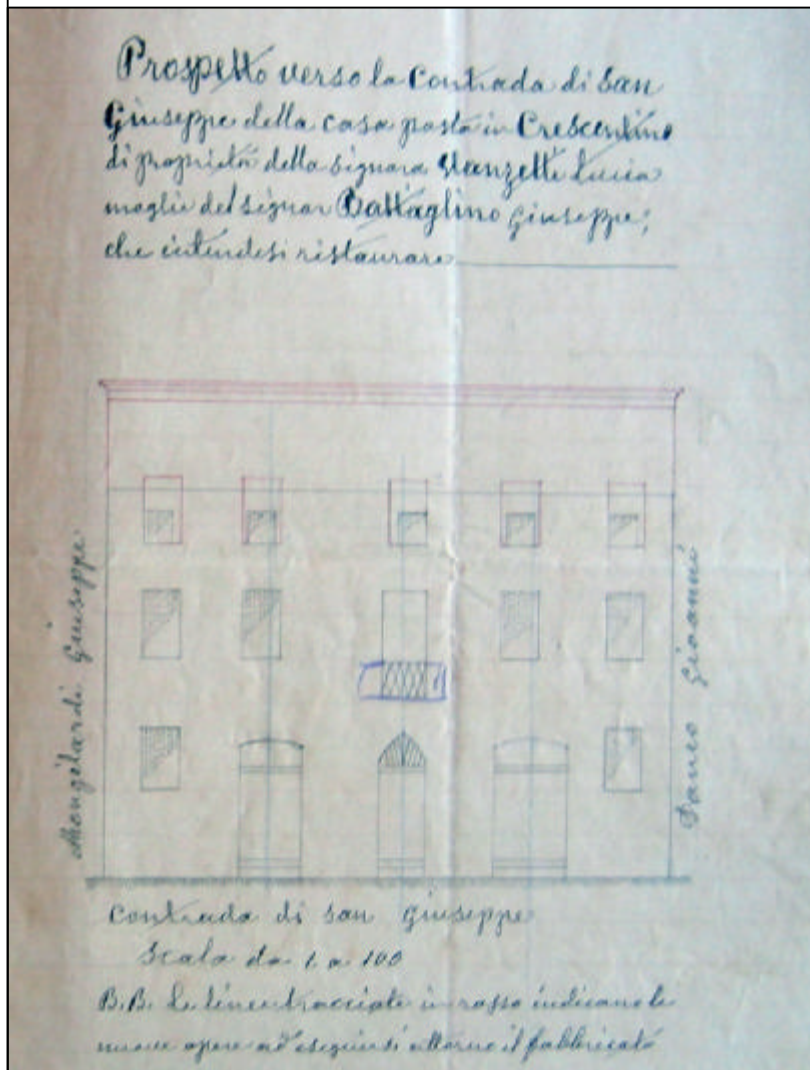 Prospetto verso la Contrada di San
Giuseppe della casa posta in Crescentino
di proprietà della signora Lucia
moglie del signor Battaglino Giuseppe;
che intendesi ristaurare
Mongilardi Giuseppe
Giovanni
Contrada di San Giuseppe
Scala da 1 a 100
B.B. Le linee tracciate in rosso indicano le
nuove opere ad eseguirsi attorno il fabbricato